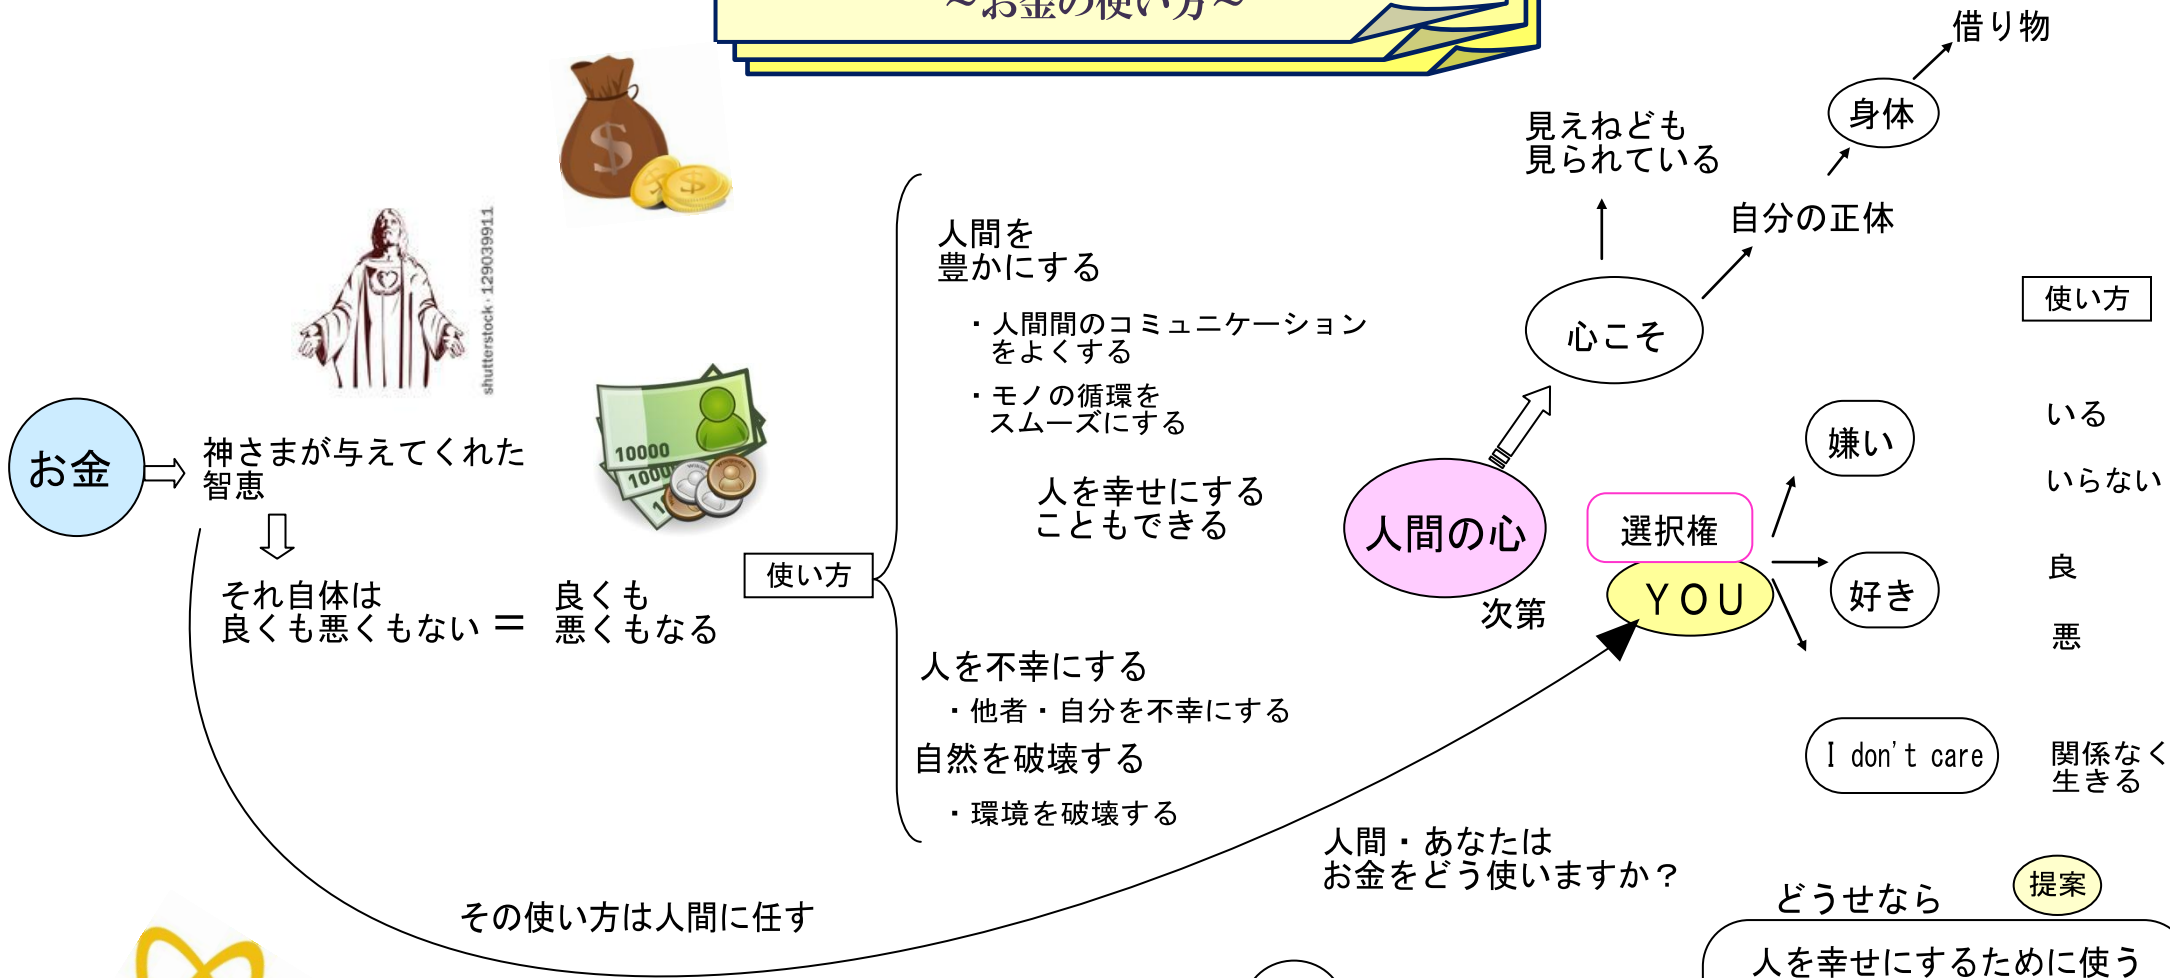 ～お金の使い方～
借り物
身体
見えねども
見られている
自分の正体
心こそ
使い方
人間を
豊かにする
・人間間のコミュニケーション
をよくする
・モノの循環を
スムーズにする
人を幸せにする
こともできる
shutterstock · 129039911
お金
神さまが与えてくれた
智恵
10000
1000
1
それ自体は
良くも悪くもない
＝
良くも
悪くもなる
使い方
人間の心
次第
選択権
ＹＯＵ
嫌い
好き
I don't care
いる
いらない
良
悪
関係なく
生きる
人を不幸にする
・他者・自分を不幸にする
自然を破壊する
・環境を破壊する
人間・あなたは
お金をどう使いますか？
その使い方は人間に任す
どうせなら
提案
人を幸せにするために使う